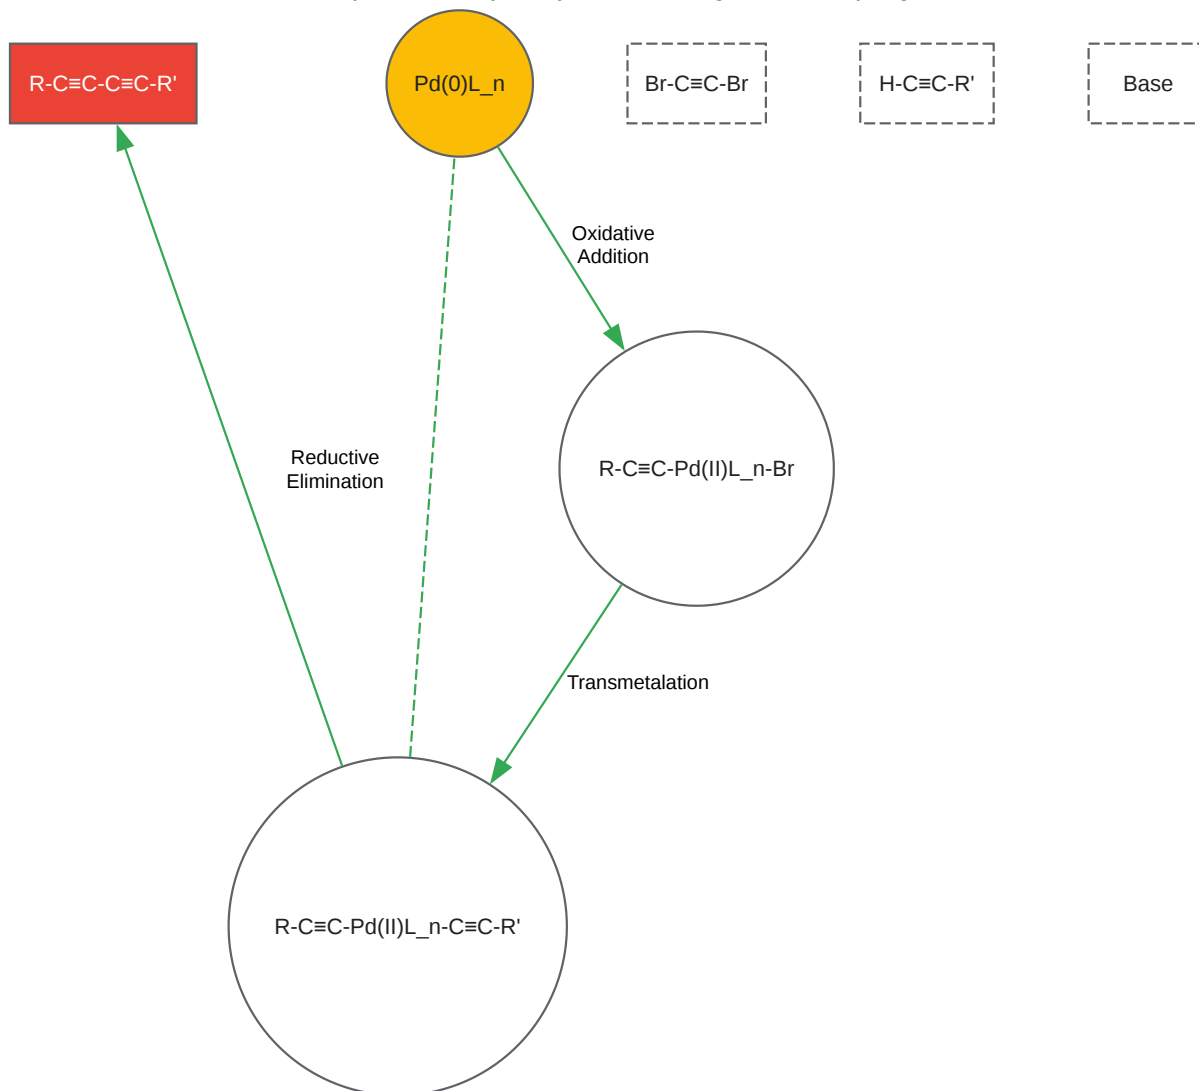 R-C≡C-C≡C-R'
Pd(0)L_n
Br-C≡C-Br
H-C≡C-R'
Base
Oxidative
Addition
Reductive
Elimination
R-C≡C-Pd(II)L_n-Br
Transmetalation
R-C≡C-Pd(II)L_n-C≡C-R'